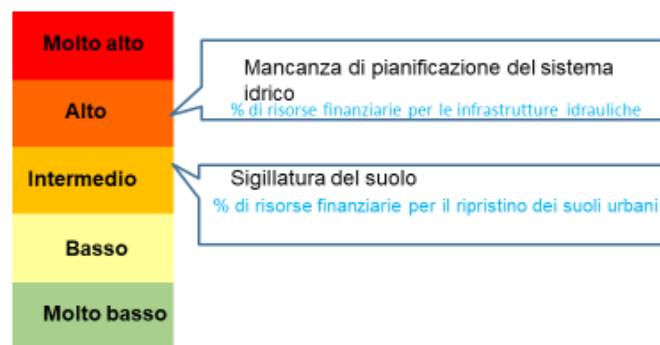 Molto alto
Mancanza di pianificazione del sistema
idrico
% di risorse finanziarie per le infrastrutture idrauliche
Alto
Intermedio
Sigillatura del suolo
% di risorse finanziarie per il ripristino dei suoli urbani
Basso
Molto basso